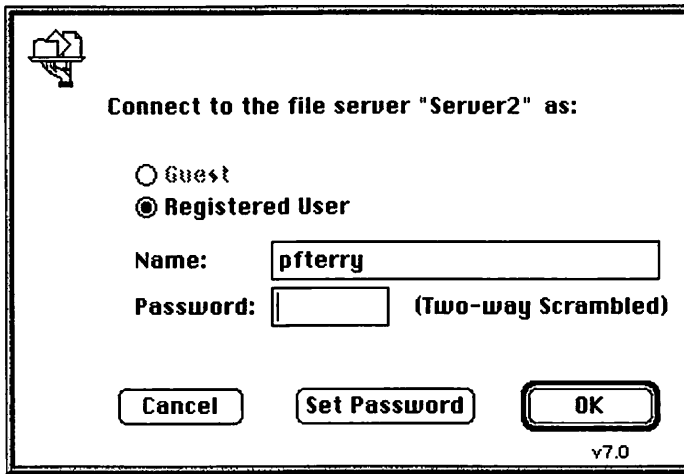 Connect to the file server "Server2" as:
Guest
Registered User
Name: pfterry
Password: (Two-way Scrambled)
Cancel Set Password OK
v7.0